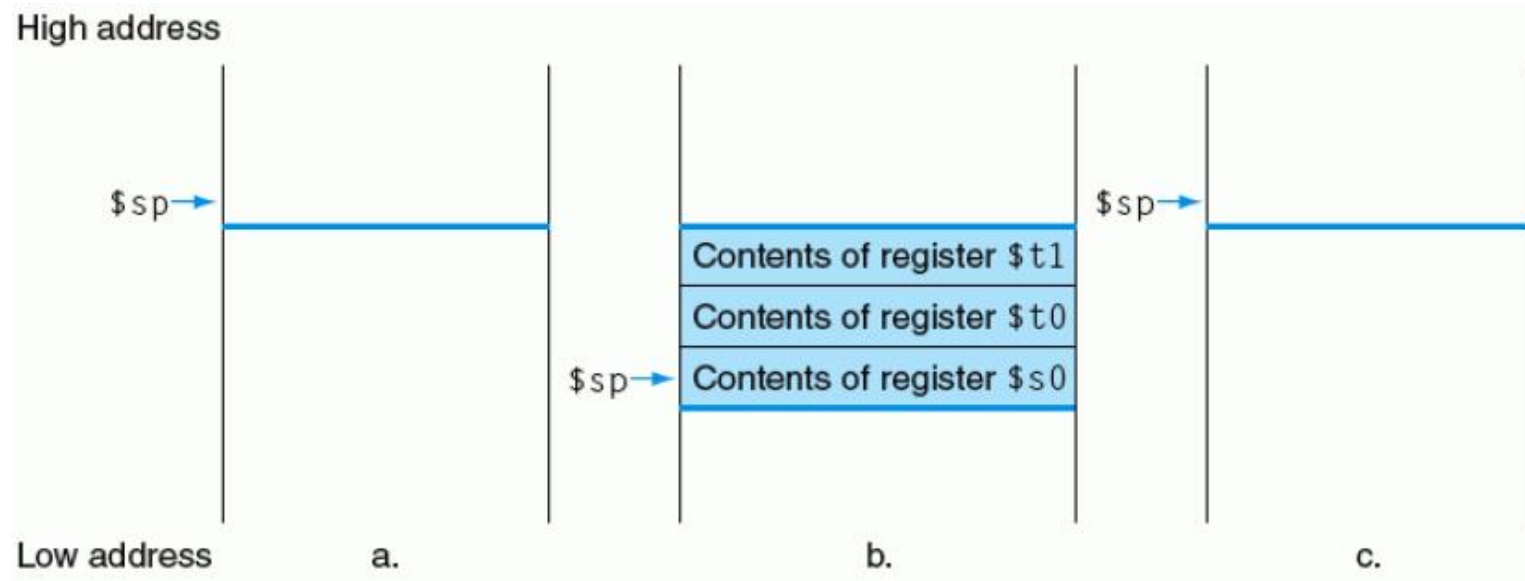 High address
$sp
$sp
Contents of register $t1
Contents of register $t0
$sp
Contents of register $s0
Low address
a.
b.
c.